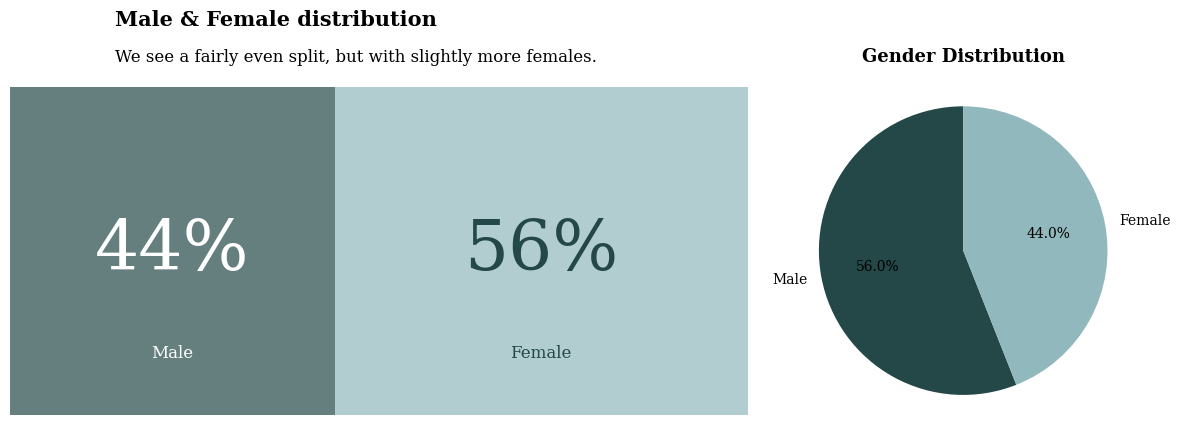 Male & Female distribution
We see a fairly even split, but with slightly more females.
44%
56%
Male
Female
Gender Distribution
Female
44.0%
56.0%
Male